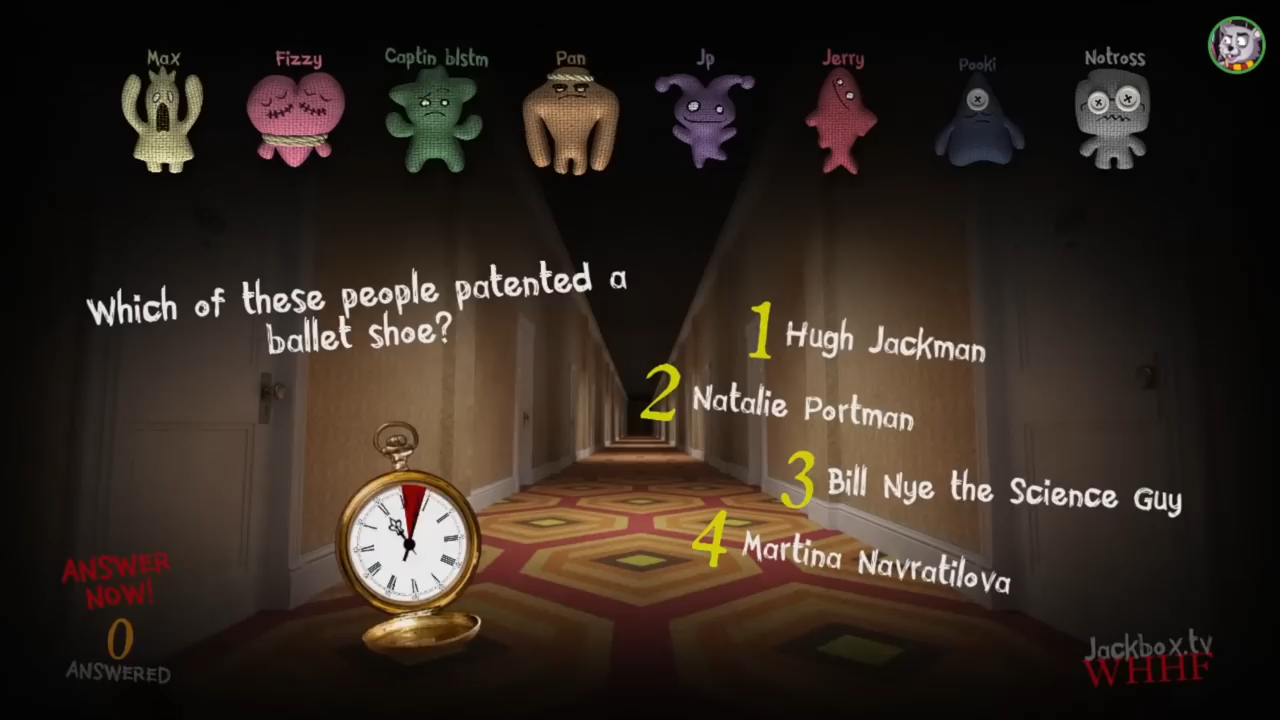 Max
Fizzy
Captin blstm
Pan
Jp
Jerry
Pooki
Notross
Which of these people patented a
ballet shoe?
1 Hugh Jackman
2 Natalie Portman
3 Bill Nye the Science Guy
4 Martina Navratilova
ANSWER
NOW!
0
ANSWERED
Jackbox.tv
WHHF